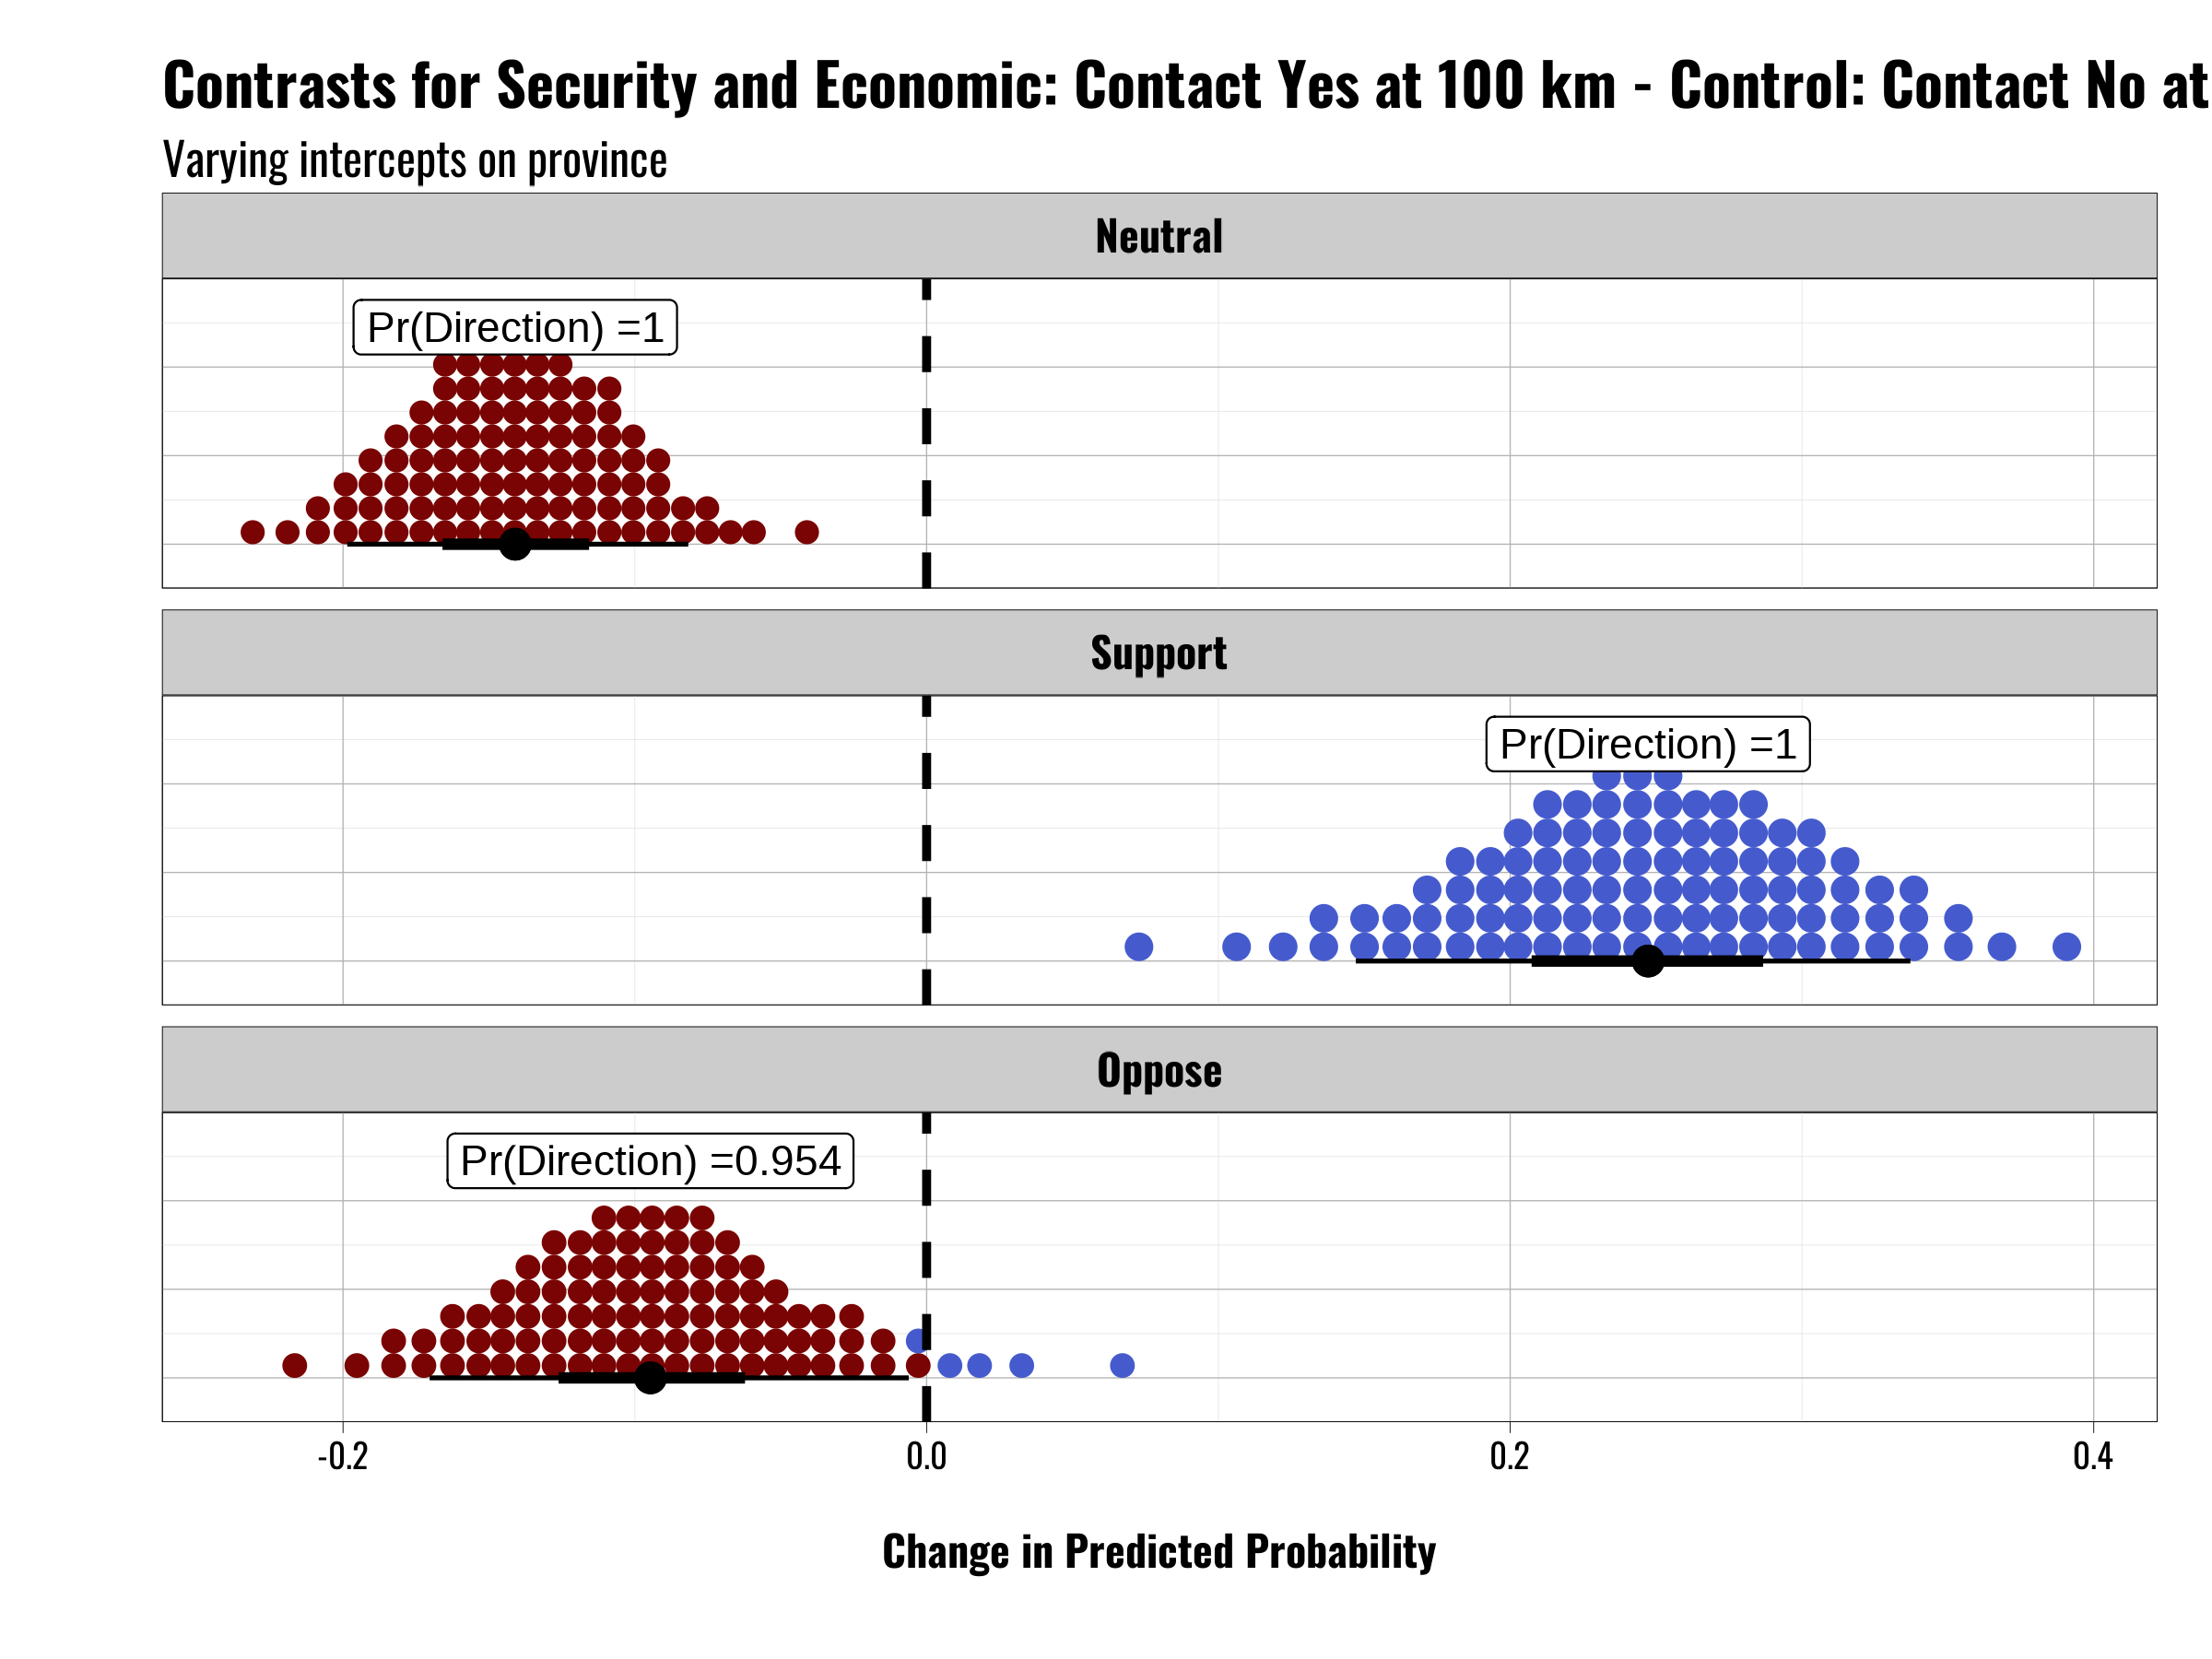 Contrasts for Security and Economic: Contact Yes at 100 km - Control: Contact No at
Varying intercepts on province
Neutral
Pr(Direction) =1
Support
Pr(Direction) =1
Oppose
Pr(Direction) =0.954
-0.2 0.0 0.2 0.4
Change in Predicted Probability